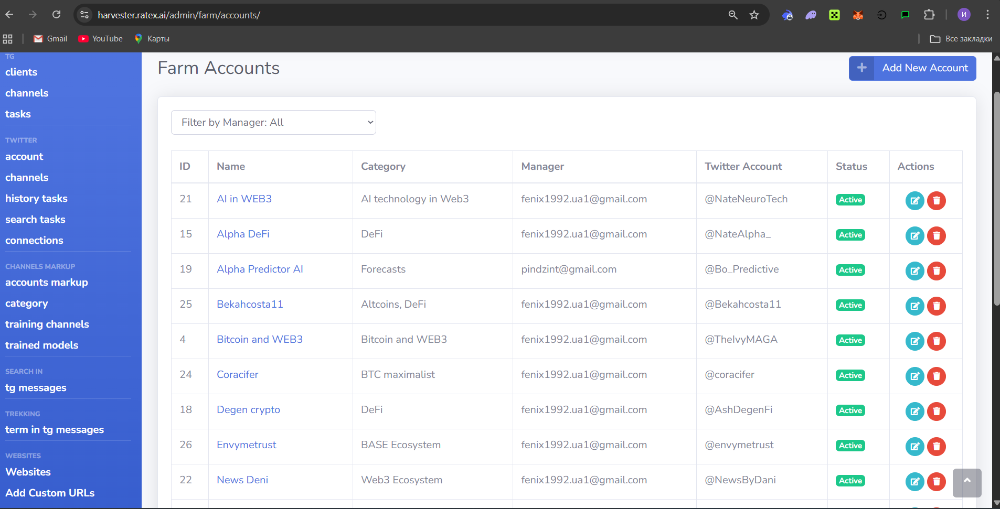 harvester.ratex.ai/admin/farm/accounts/
И
Gmail YouTube Карты Все закладки
TG
clients
channels
tasks
TWITTER
account
channels
history tasks
search tasks
connections
CHANNELS MARKUP
accounts markup
category
training channels
trained models
SEARCH IN
tg messages
TREKKING
term in tg messages
WEBSITES
Websites
Add Custom URLs
Farm Accounts
Add New Account
Filter by Manager: All
ID Name Category Manager Twitter Account Status Actions
21 AI in WEB3 AI technology in Web3 fenix1992.ua1@gmail.com @NateNeuroTech Active
15 Alpha DeFi DeFi fenix1992.ua1@gmail.com @NateAlpha_ Active
19 Alpha Predictor AI Forecasts pindzint@gmail.com @Bo_Predictive Active
25 Bekahcosta11 Altcoins, DeFi fenix1992.ua1@gmail.com @Bekahcosta11 Active
4 Bitcoin and WEB3 Bitcoin and WEB3 fenix1992.ua1@gmail.com @TheIvyMAGA Active
24 Coracifer BTC maximalist fenix1992.ua1@gmail.com @coracifer Active
18 Degen crypto DeFi fenix1992.ua1@gmail.com @AshDegenFi Active
26 Envymetrust BASE Ecosystem fenix1992.ua1@gmail.com @envymetrust Active
22 News Deni Web3 Ecosystem fenix1992.ua1@gmail.com @NewsByDani Active